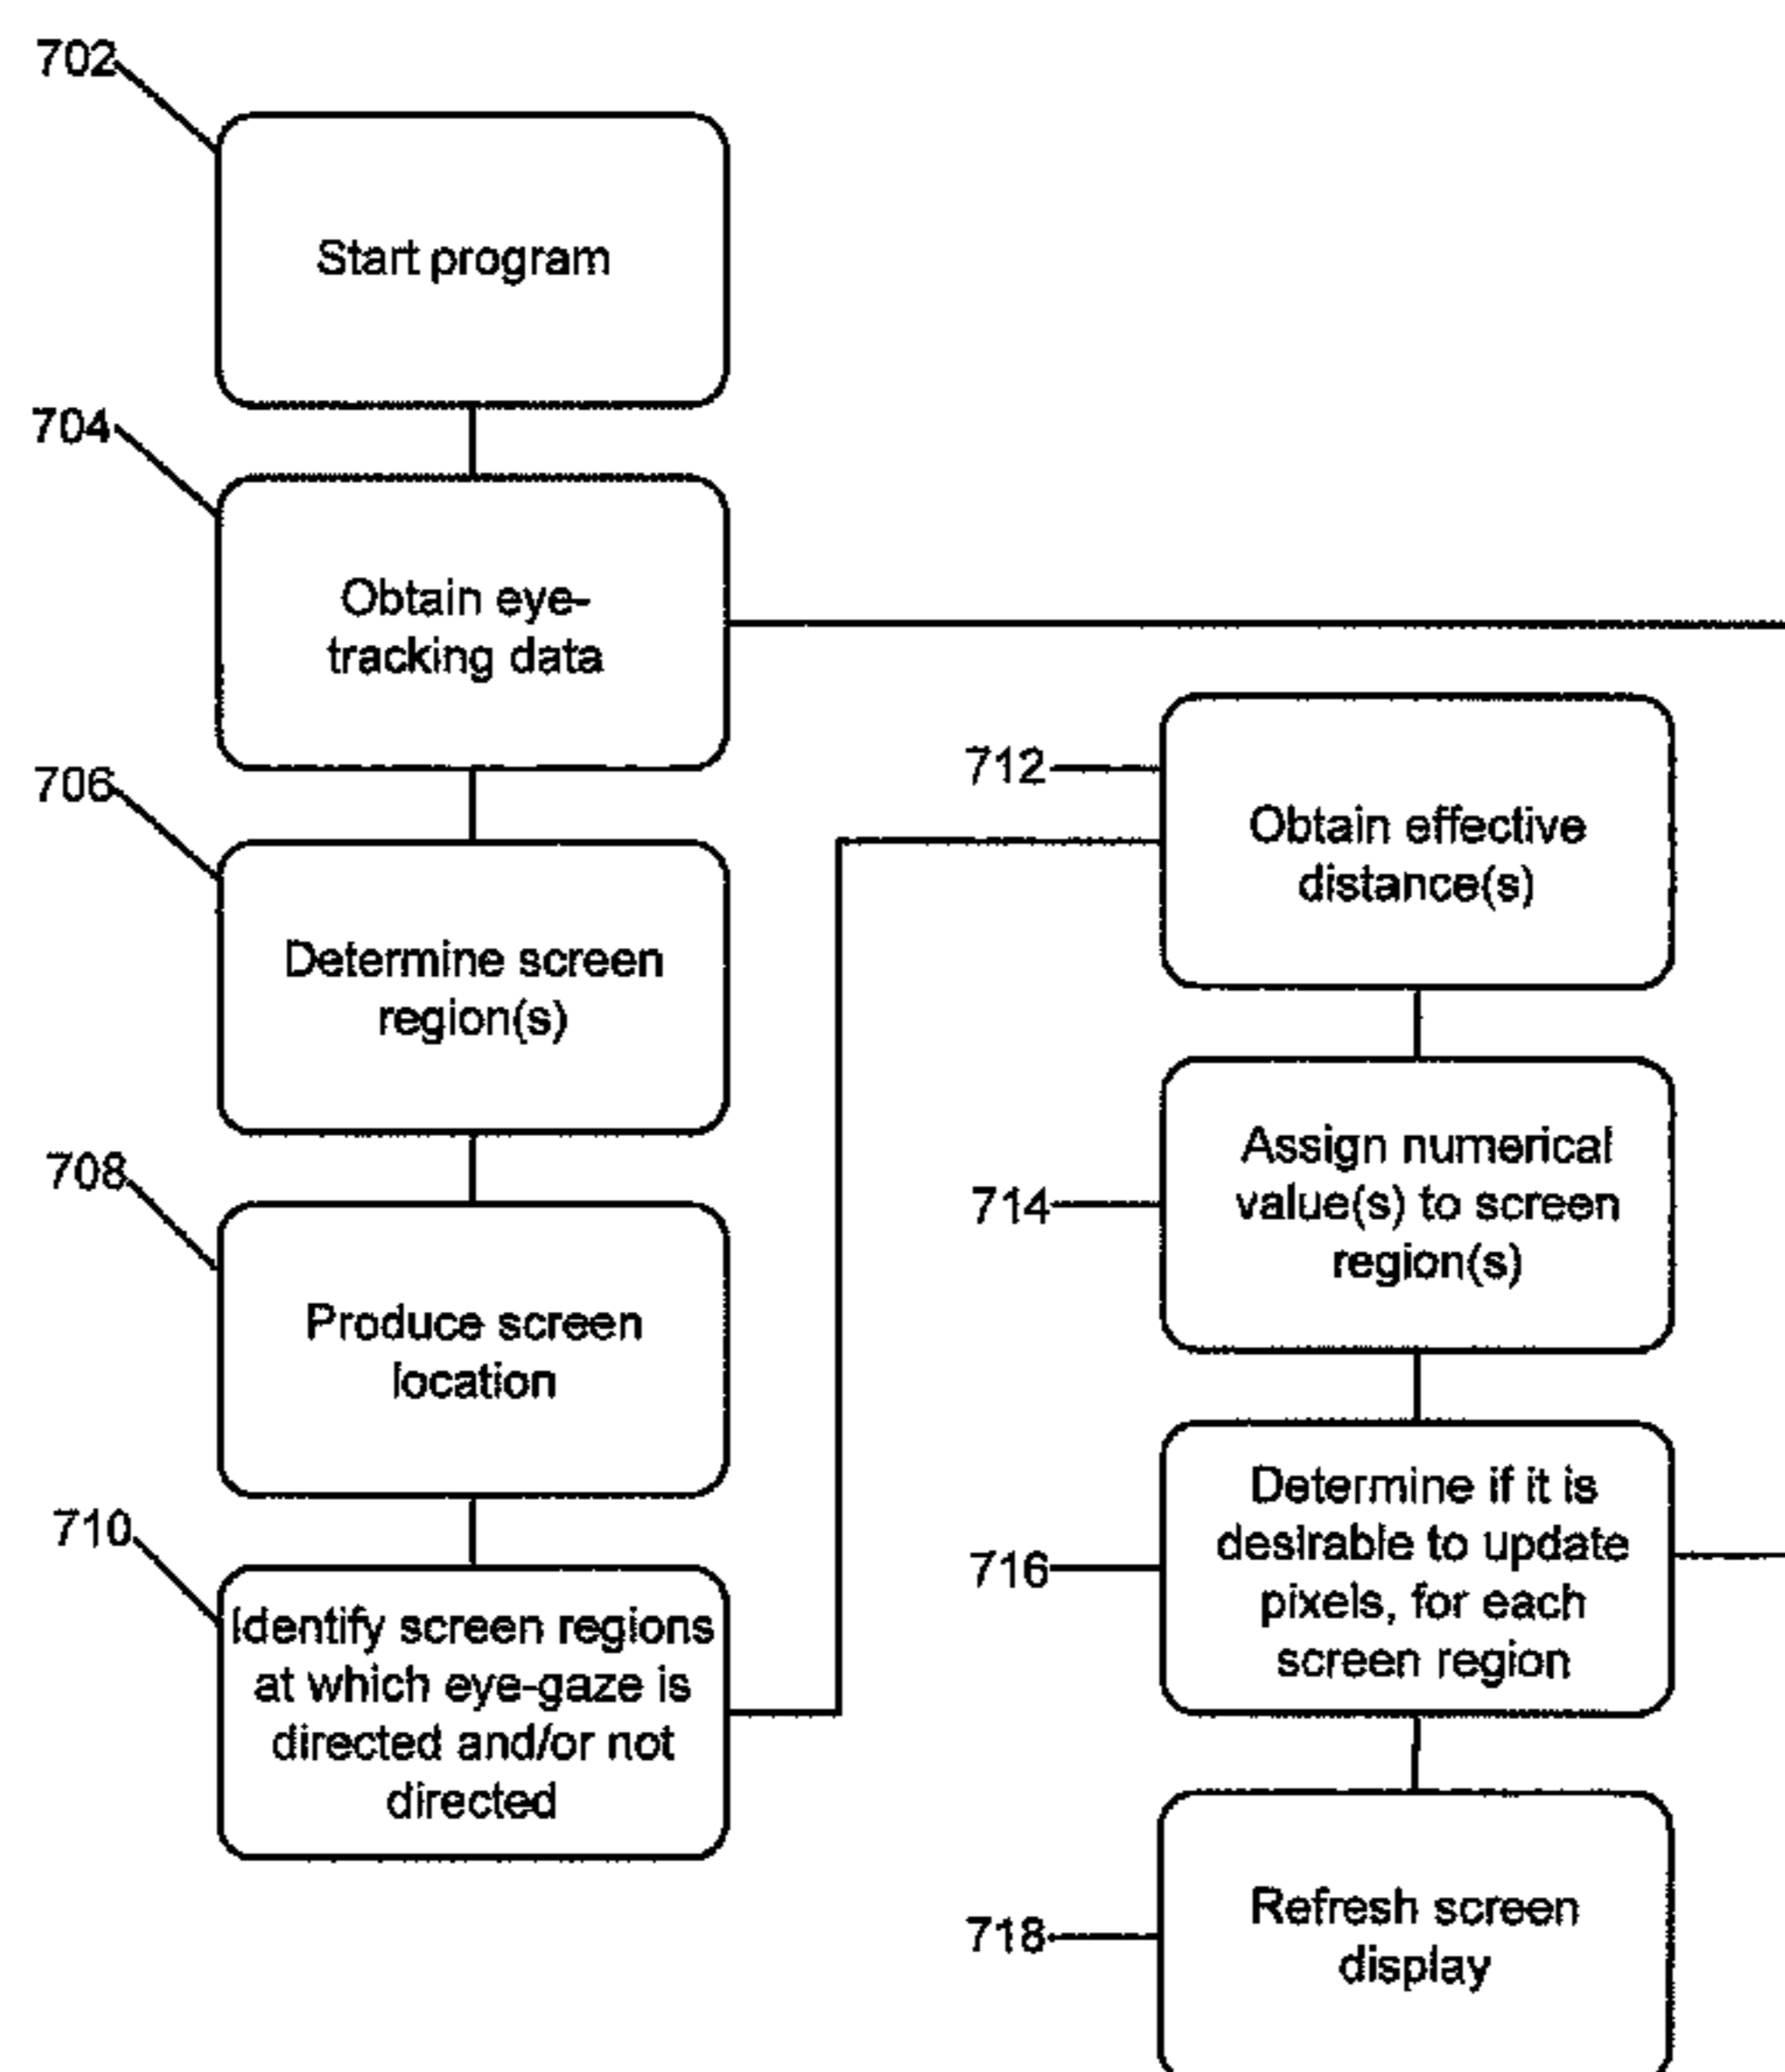 702
Start program
704
Obtain eye-
tracking data
706
Determine screen
region(s)
708
Produce screen
location
710
Identify screen regions
at which eye-gaze is
directed and/or not
directed
712
Obtain effective
distance(s)
714
Assign numerical
value(s) to screen
region(s)
716
Determine if it is
desirable to update
pixels, for each
screen region
718
Refresh screen
display